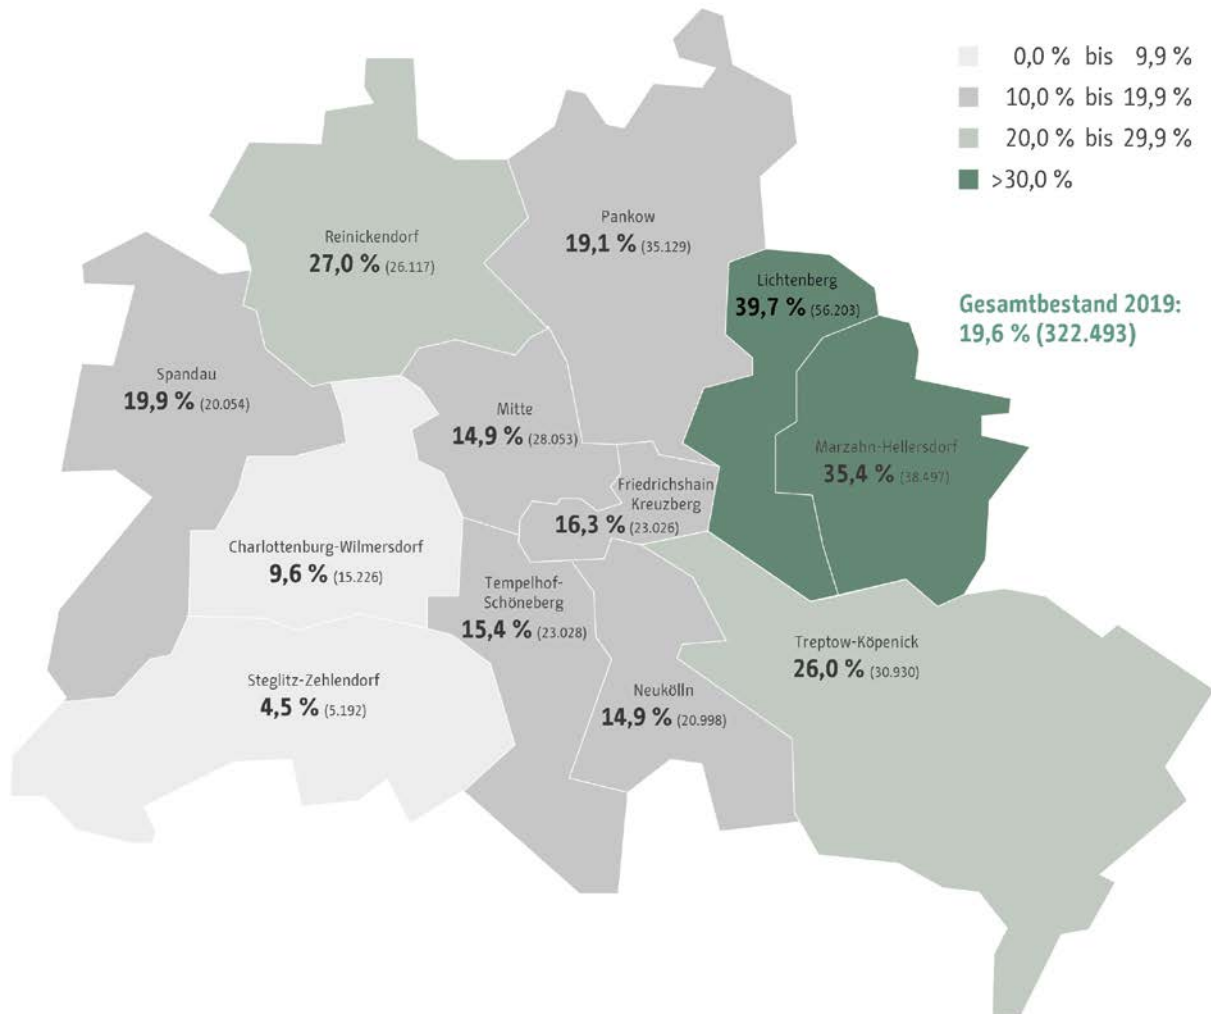 0,0 % bis 9,9 %
10,0 % bis 19,9 %
20,0 % bis 29,9 %
>30,0 %
Gesamtbestand 2019:
19,6 % (322.493)
Pankow
19,1 % (35.129)
Reinickendorf
27,0 % (26.117)
Lichtenberg
39,7 % (56.203)
Spandau
19,9 % (20.054)
Mitte
14,9 % (28.053)
Marzahn-Hellersdorf
35,4 % (38.497)
Friedrichshain
Kreuzberg
16,3 % (23.026)
Charlottenburg-Wilmersdorf
9,6 % (15.226)
Tempelhof-
Schöneberg
15,4 % (23.028)
Treptow-Köpenick
26,0 % (30.930)
Steglitz-Zehlendorf
4,5 % (5.192)
Neukölln
14,9 % (20.998)